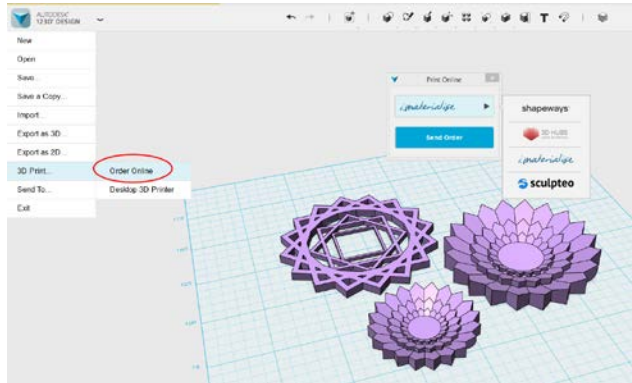 AUTODESK
123D DESIGN
T
New
Open
Save...
Save a Copy...
Import...
Export as 3D...
Export as 2D...
3D Print...
Send To...
Exit
Order Online
Desktop 3D Printer
Print Online
i.materialise
Send Order
shapeways
3D HUBS
i.materialise
sculpteo